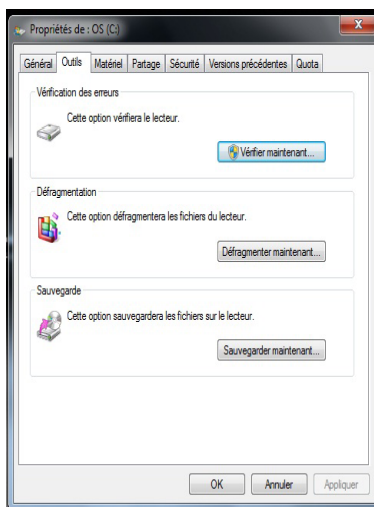 Propriétés de : OS (C:)
Général Outils Matériel Partage Sécurité Versions précédentes Quota
Vérification des erreurs
Cette option vérifiera le lecteur.
Vérifier maintenant...
Défragmentation
Cette option défragmentera les fichiers du lecteur.
Défragmenter maintenant...
Sauvegarde
Cette option sauvegardera les fichiers sur le lecteur.
Sauvegarder maintenant...
OK Annuler Appliquer